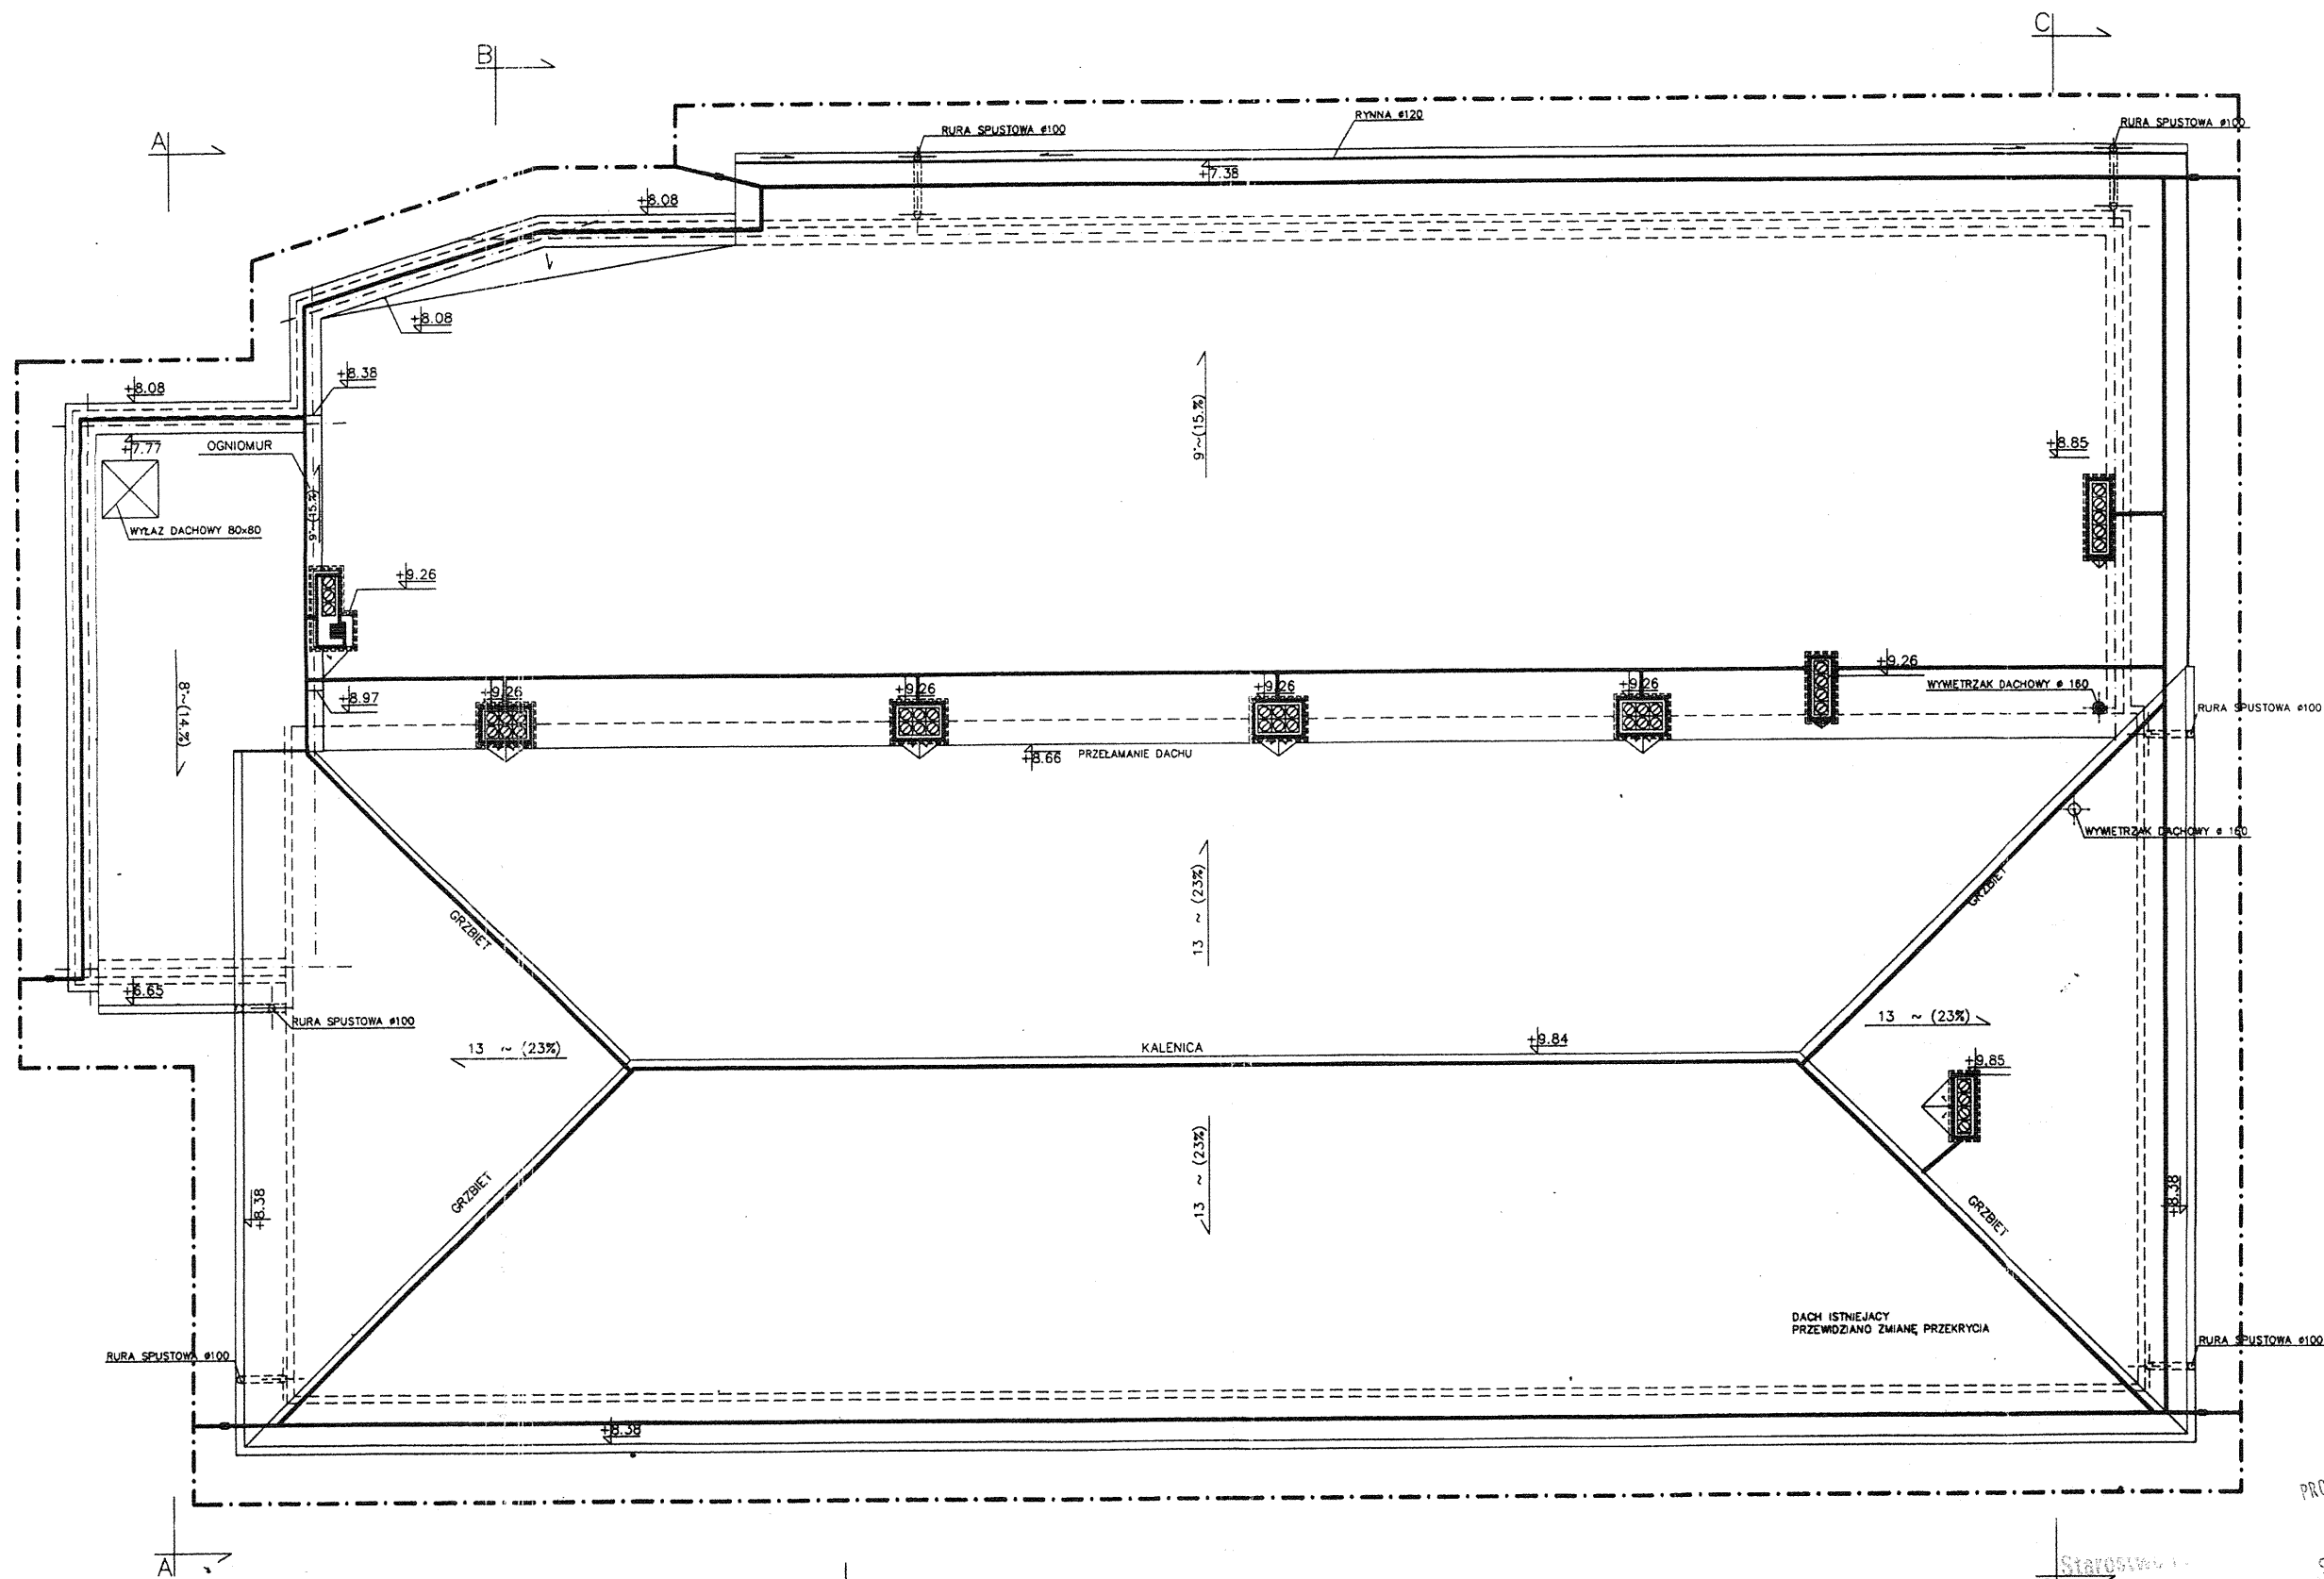 C
B
A
RYNNA ø120
RURA SPUSTOWA ø100
RURA SPUSTOWA ø100
+7.38
+8.08
+8.08
+8.38
+8.08
+7.77
OGNIOMUR
9°~(15.%)
9°~(15.%)
+8.85
WYŁAZ DACHOWY 80x80
+9.26
+9.26
+9.26
+9.26
+9.26
+9.26
+8.97
8°~(14.%)
WYWIETRZAK DACHOWY ø 160
RURA SPUSTOWA ø100
+8.66
PRZEŁAMANIE DACHU
WYWIETRZAK DACHOWY ø 160
13 ~ (23%)
GRZBIET
GRZBIET
+6.65
RURA SPUSTOWA ø100
13 ~ (23%)
13 ~ (23%)
KALENICA
+9.84
+9.85
13 ~ (23%)
GRZBIET
GRZBIET
+8.38
+8.38
DACH ISTNIEJACY
PRZEWIDZIANO ZMIANĘ PRZEKRYCIA
RURA SPUSTOWA ø100
RURA SPUSTOWA ø100
+8.38
A